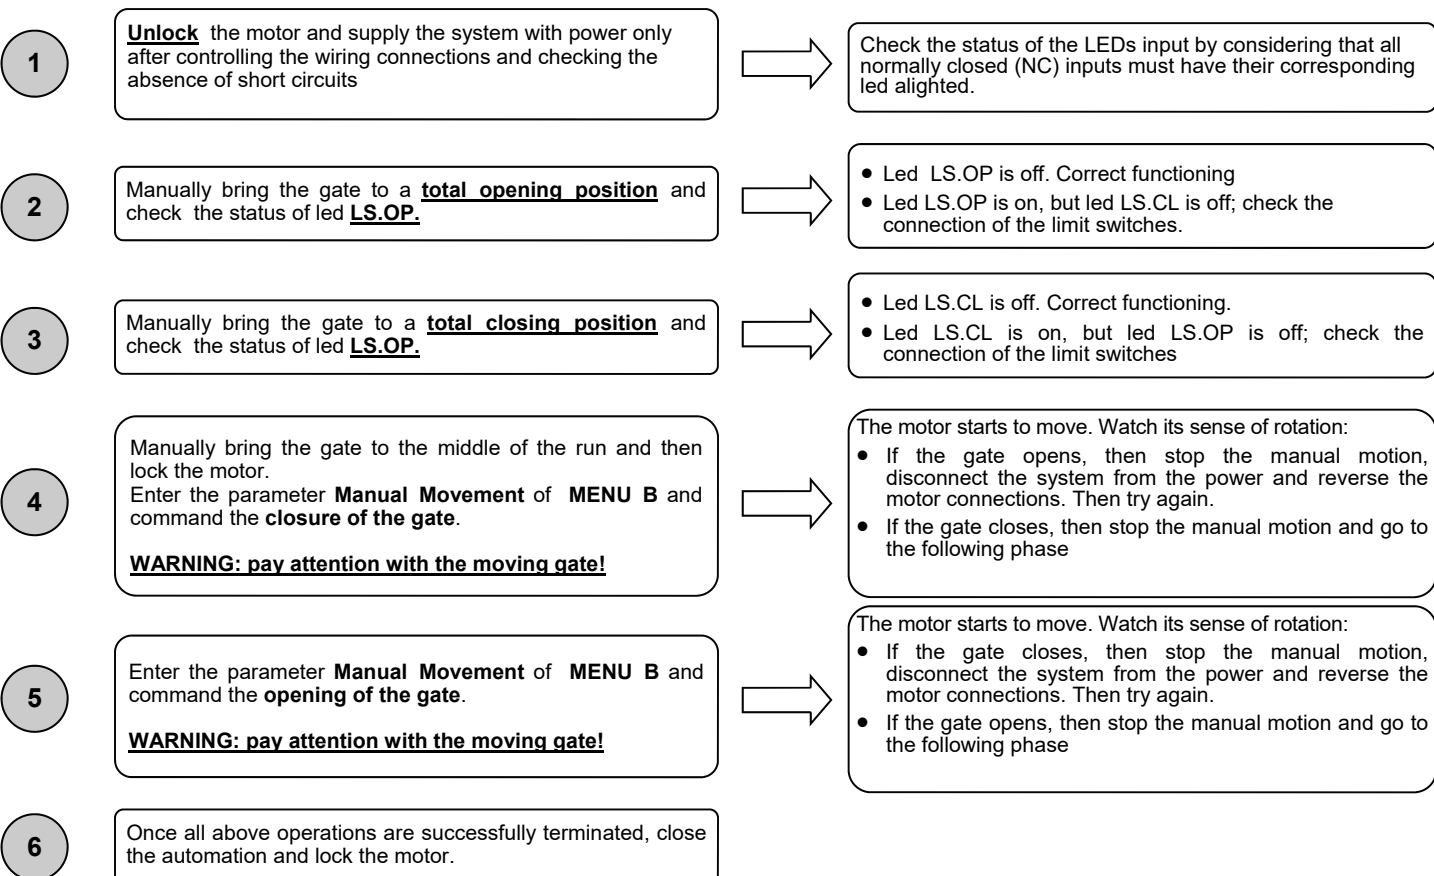 1
Unlock the motor and supply the system with power only
after controlling the wiring connections and checking the
absence of short circuits
Check the status of the LEDs input by considering that all
normally closed (NC) inputs must have their corresponding
led alighted.
2
Manually bring the gate to a total opening position and
check the status of led LS.OP.
• Led LS.OP is off. Correct functioning
• Led LS.OP is on, but led LS.CL is off; check the
connection of the limit switches.
3
Manually bring the gate to a total closing position and
check the status of led LS.OP.
• Led LS.CL is off. Correct functioning.
• Led LS.CL is on, but led LS.OP is off; check the
connection of the limit switches
4
Manually bring the gate to the middle of the run and then
lock the motor.
Enter the parameter Manual Movement of MENU B and
command the closure of the gate.
WARNING: pay attention with the moving gate!
The motor starts to move. Watch its sense of rotation:
• If the gate opens, then stop the manual motion,
disconnect the system from the power and reverse the
motor connections. Then try again.
• If the gate closes, then stop the manual motion and go to
the following phase
5
Enter the parameter Manual Movement of MENU B and
command the opening of the gate.
WARNING: pay attention with the moving gate!
The motor starts to move. Watch its sense of rotation:
• If the gate closes, then stop the manual motion,
disconnect the system from the power and reverse the
motor connections. Then try again.
• If the gate opens, then stop the manual motion and go to
the following phase
6
Once all above operations are successfully terminated, close
the automation and lock the motor.